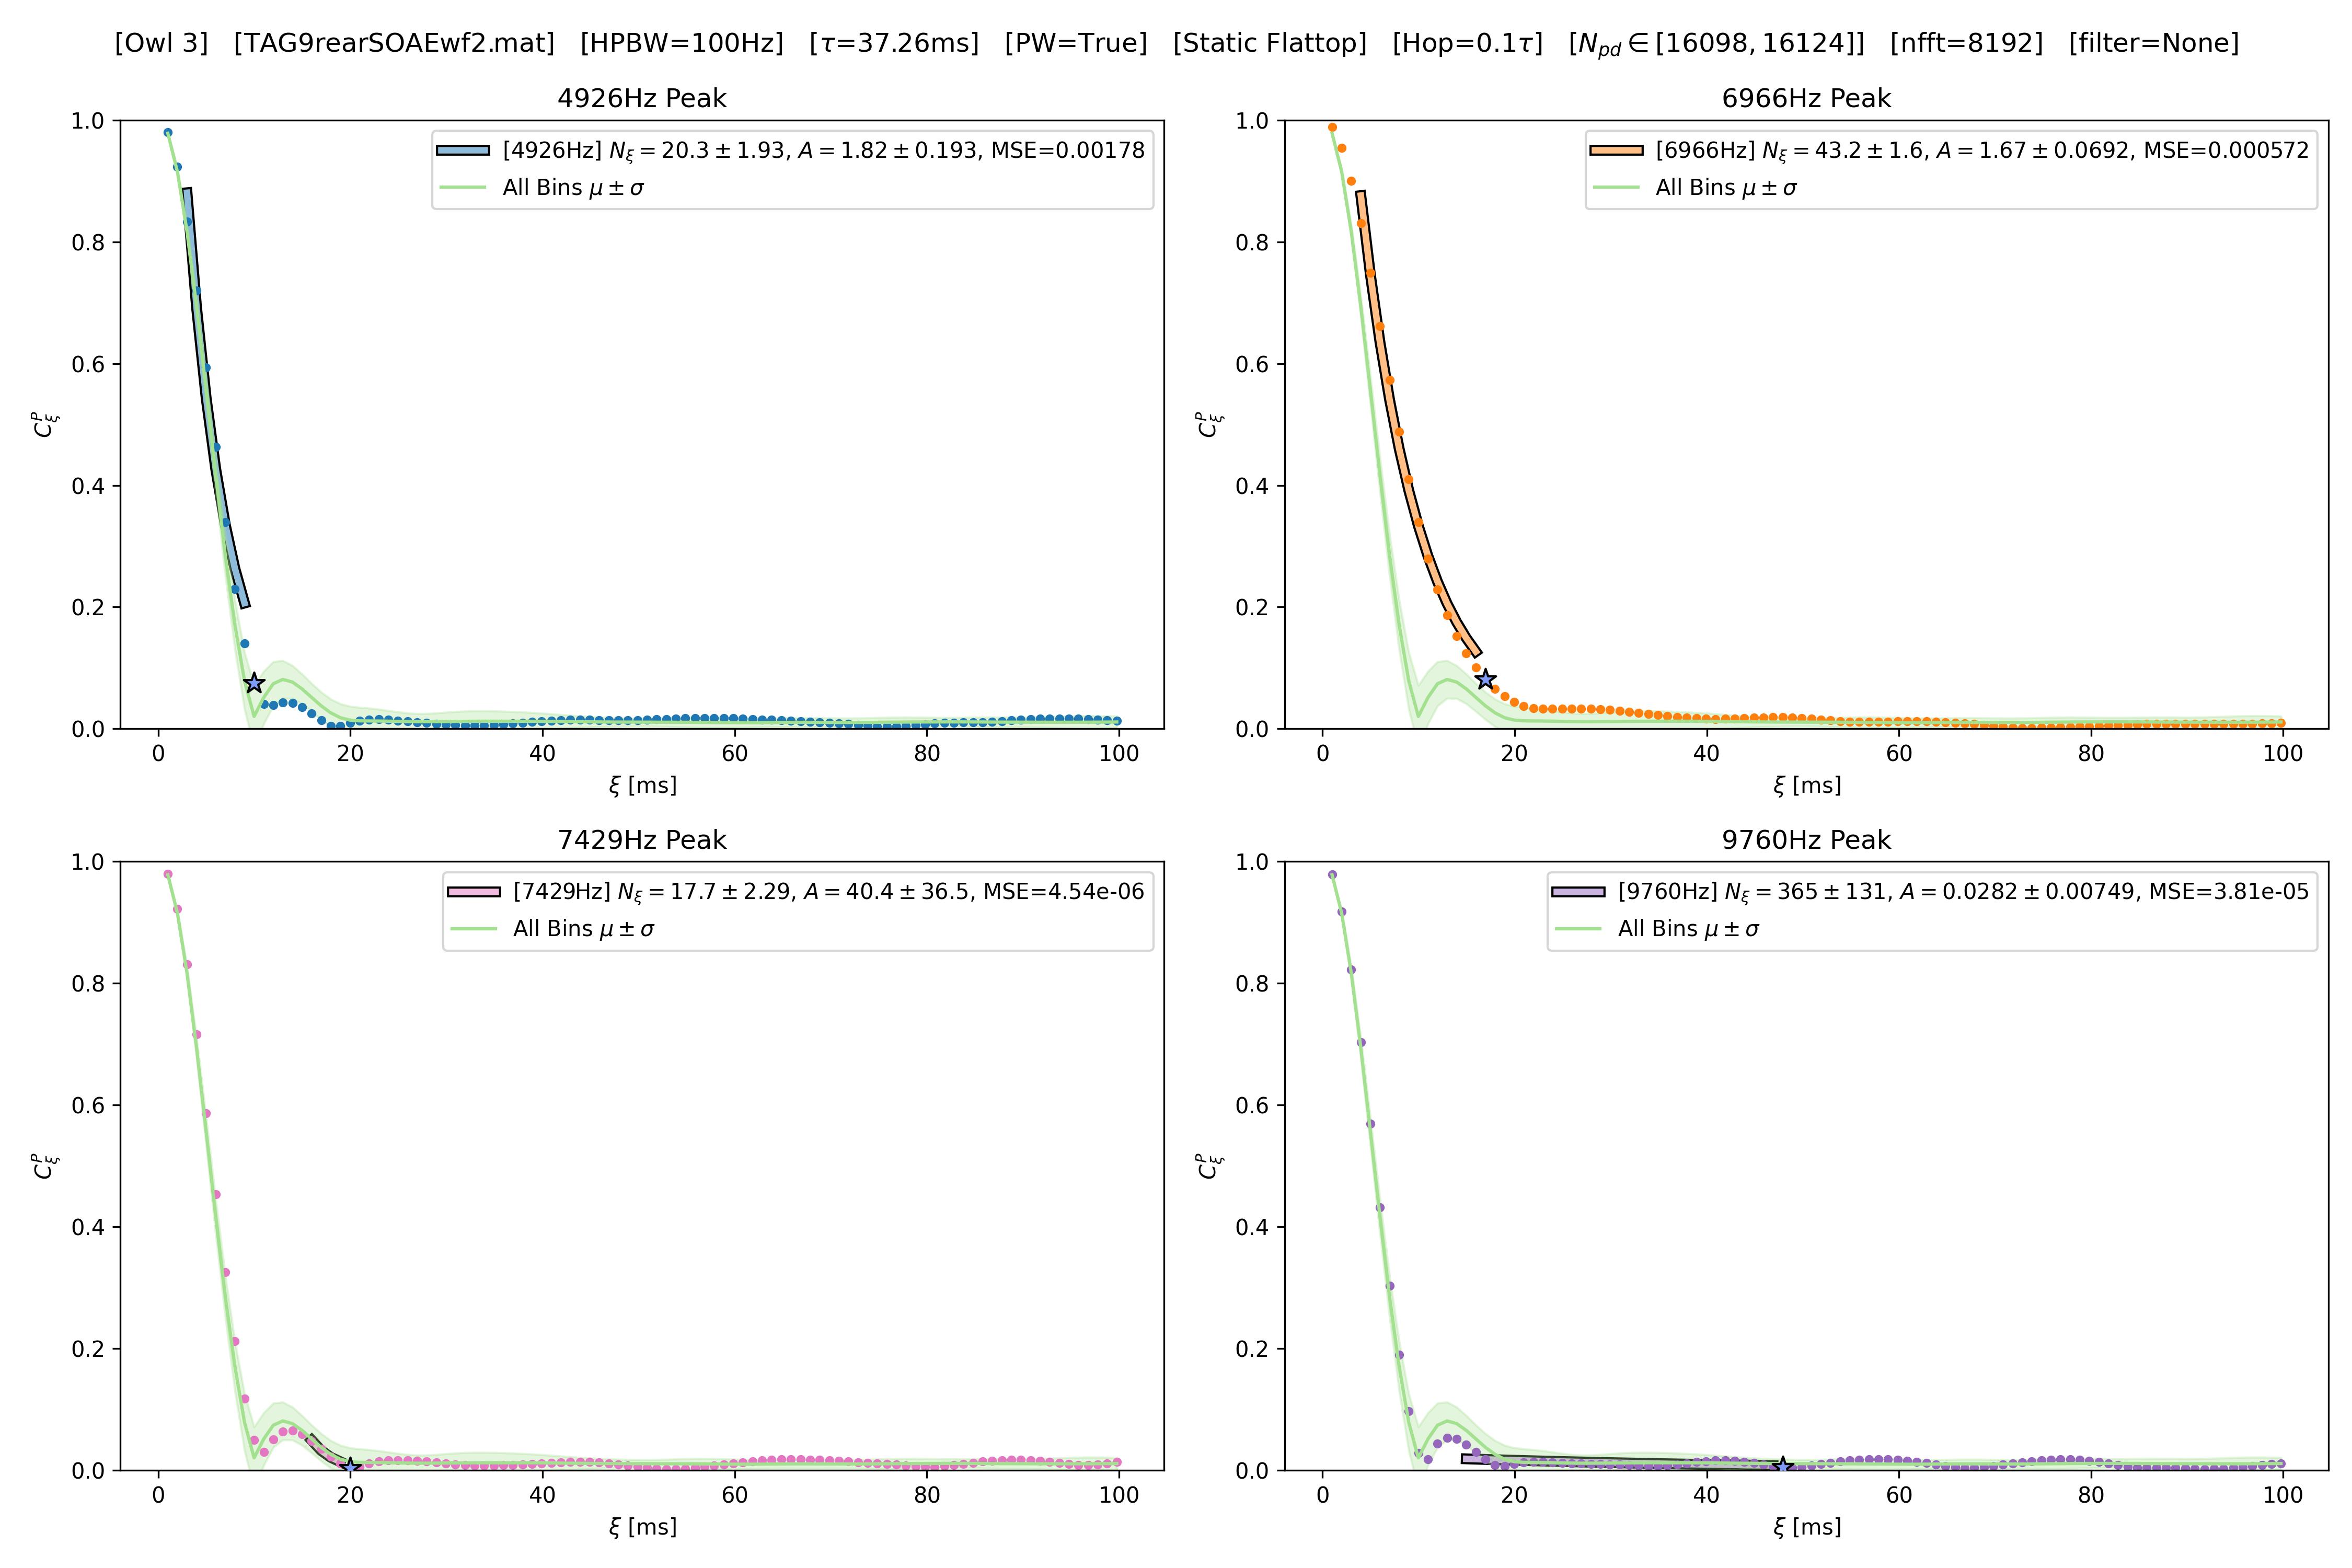 [Owl 3] [TAG9rearSOAEwf2.mat] [HPBW=100Hz] [τ=37.26ms] [PW=True] [Static Flattop] [Hop=0.1τ] [N_pd ∈ [16098, 16124]] [nfft=8192] [filter=None]
4926Hz Peak
[4926Hz] N_ξ = 20.3 ± 1.93, A = 1.82 ± 0.193, MSE=0.00178
All Bins μ ± σ
1.0
0.8
0.6
0.4
0.2
0.0
C_ξ^P
0 20 40 60 80 100
ξ [ms]
6966Hz Peak
[6966Hz] N_ξ = 43.2 ± 1.6, A = 1.67 ± 0.0692, MSE=0.000572
All Bins μ ± σ
1.0
0.8
0.6
0.4
0.2
0.0
C_ξ^P
0 20 40 60 80 100
ξ [ms]
7429Hz Peak
[7429Hz] N_ξ = 17.7 ± 2.29, A = 40.4 ± 36.5, MSE=4.54e-06
All Bins μ ± σ
1.0
0.8
0.6
0.4
0.2
0.0
C_ξ^P
0 20 40 60 80 100
ξ [ms]
9760Hz Peak
[9760Hz] N_ξ = 365 ± 131, A = 0.0282 ± 0.00749, MSE=3.81e-05
All Bins μ ± σ
1.0
0.8
0.6
0.4
0.2
0.0
C_ξ^P
0 20 40 60 80 100
ξ [ms]